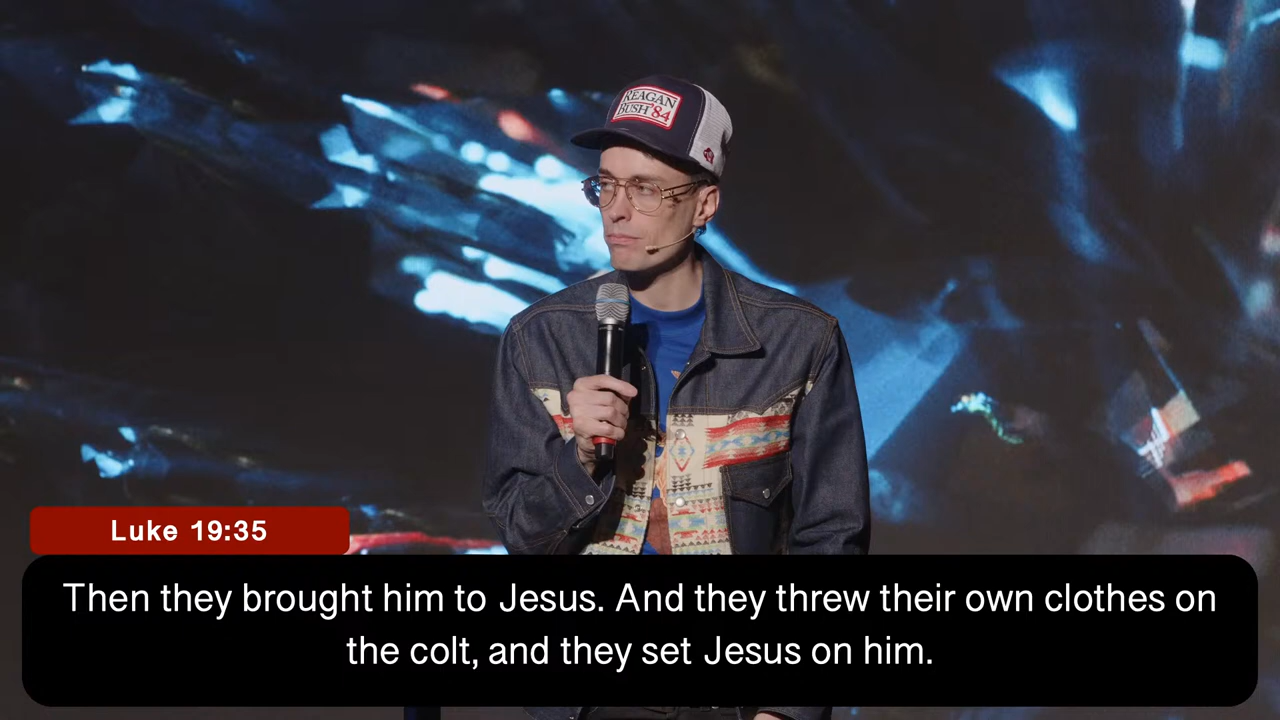 REAGAN
BUSH'84
Luke 19:35
Then they brought him to Jesus. And they threw their own clothes on
the colt, and they set Jesus on him.